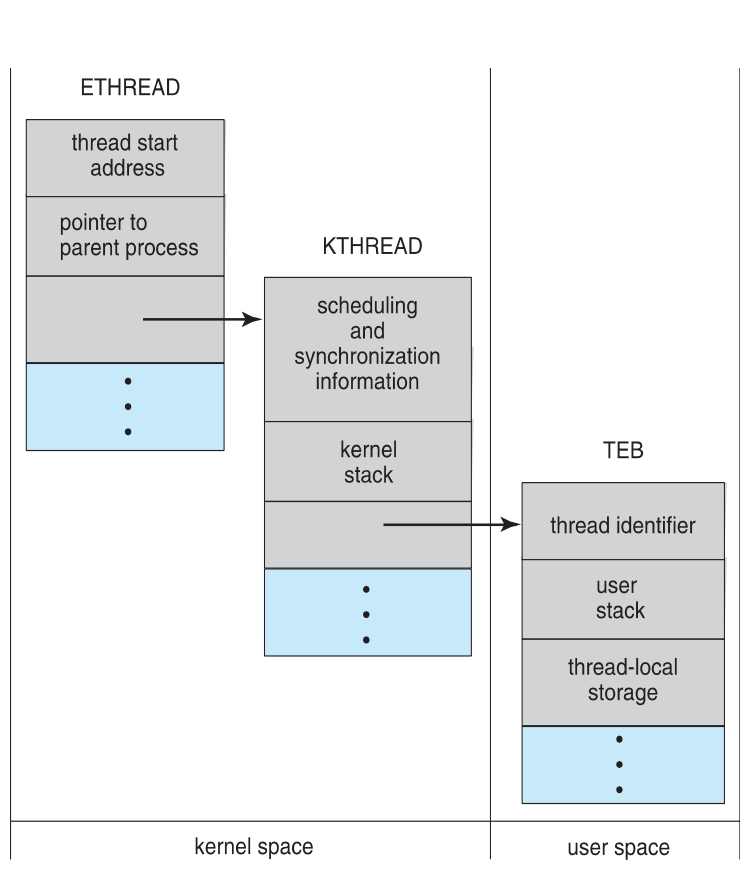 ETHREAD
thread start
address
pointer to
parent process
KTHREAD
scheduling
and
synchronization
information
kernel
stack
TEB
thread identifier
user
stack
thread-local
storage
kernel space
user space